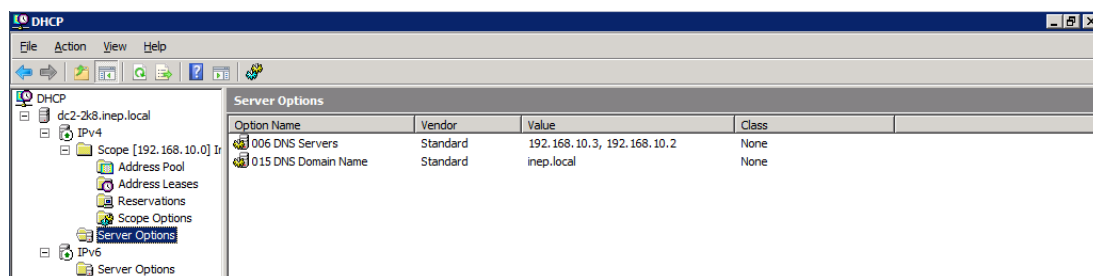 DHCP
File Action View Help
DHCP
dc2-2k8.inep.local
IPv4
Scope [192.168.10.0] Ir
Address Pool
Address Leases
Reservations
Scope Options
Server Options
IPv6
Server Options
Server Options
Option Name Vendor Value Class
006 DNS Servers Standard 192.168.10.3, 192.168.10.2 None
015 DNS Domain Name Standard inep.local None